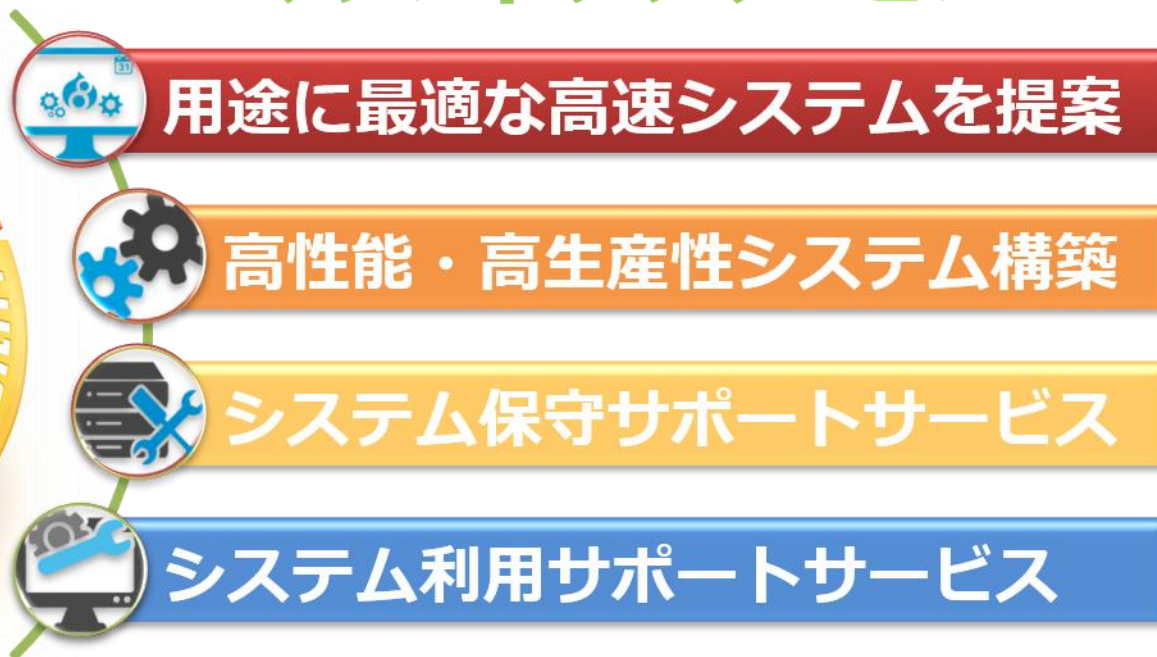 用途に最適な高速システムを提案
高性能・高生産性システム構築
システム保守サポートサービス
システム利用サポートサービス